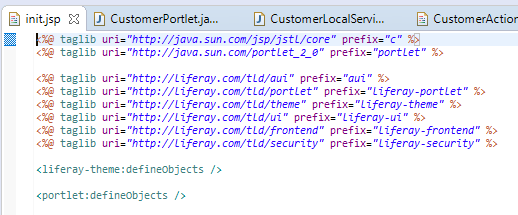 init.jsp CustomerPortlet.ja... CustomerLocalServi... CustomerAction
<%@ taglib uri="http://java.sun.com/jsp/jstl/core" prefix="c" %>
<%@ taglib uri="http://java.sun.com/portlet_2_0" prefix="portlet" %>
<%@ taglib uri="http://liferay.com/tld/aui" prefix="aui" %>
<%@ taglib uri="http://liferay.com/tld/portlet" prefix="liferay-portlet" %>
<%@ taglib uri="http://liferay.com/tld/theme" prefix="liferay-theme" %>
<%@ taglib uri="http://liferay.com/tld/ui" prefix="liferay-ui" %>
<%@ taglib uri="http://liferay.com/tld/frontend" prefix="liferay-frontend" %>
<%@ taglib uri="http://liferay.com/tld/security" prefix="liferay-security" %>
<liferay-theme:defineObjects />
<portlet:defineObjects />